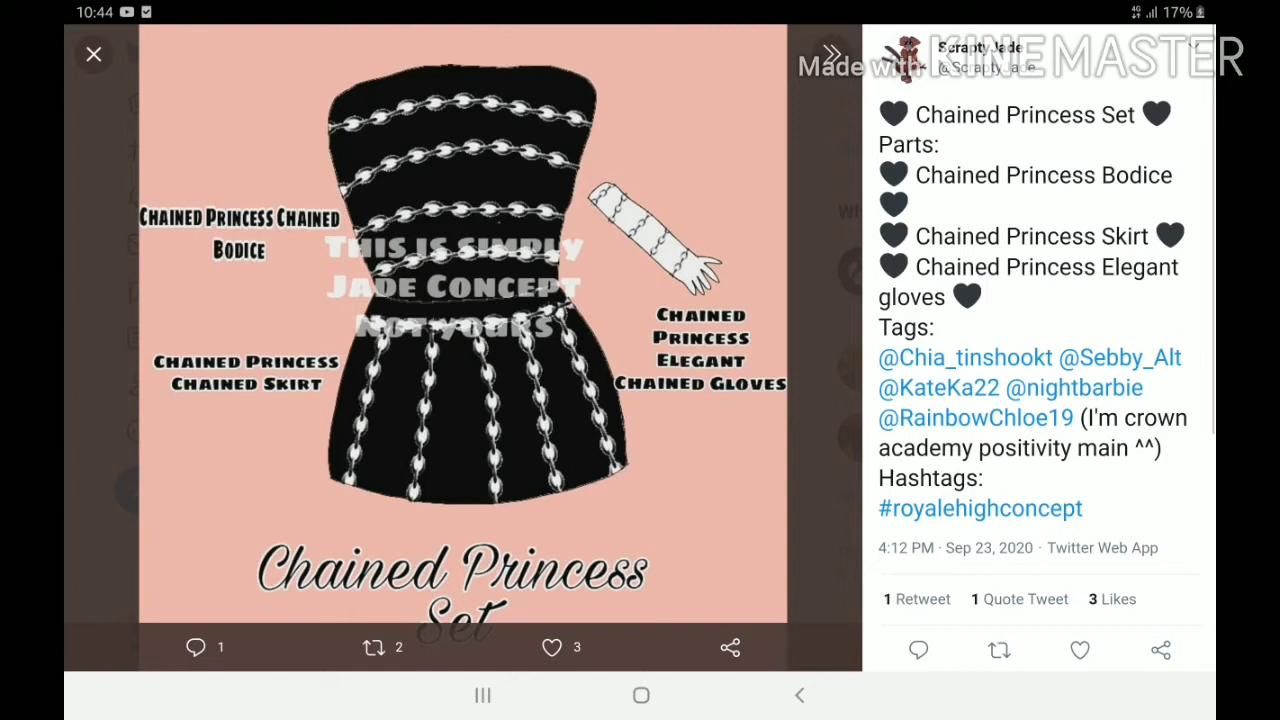 10:44
4G 17%
Made with KINEMASTER
ScraptyJade
@ScraptyJade
🖤 Chained Princess Set 🖤
Parts:
🖤 Chained Princess Bodice
🖤
🖤 Chained Princess Skirt 🖤
🖤 Chained Princess Elegant
gloves 🖤
Tags:
@Chia_tinshookt @Sebby_Alt
@KateKa22 @nightbarbie
@RainbowChloe19 (I'm crown
academy positivity main ^^)
Hashtags:
#royalehighconcept
4:12 PM · Sep 23, 2020 · Twitter Web App
1 Retweet 1 Quote Tweet 3 Likes
Chained Princess Chained
Bodice
This is simply
Jade Concept
Not yours
Chained Princess
Chained Skirt
Chained
Princess
Elegant
Chained Gloves
Chained Princess
Set
1 2 3